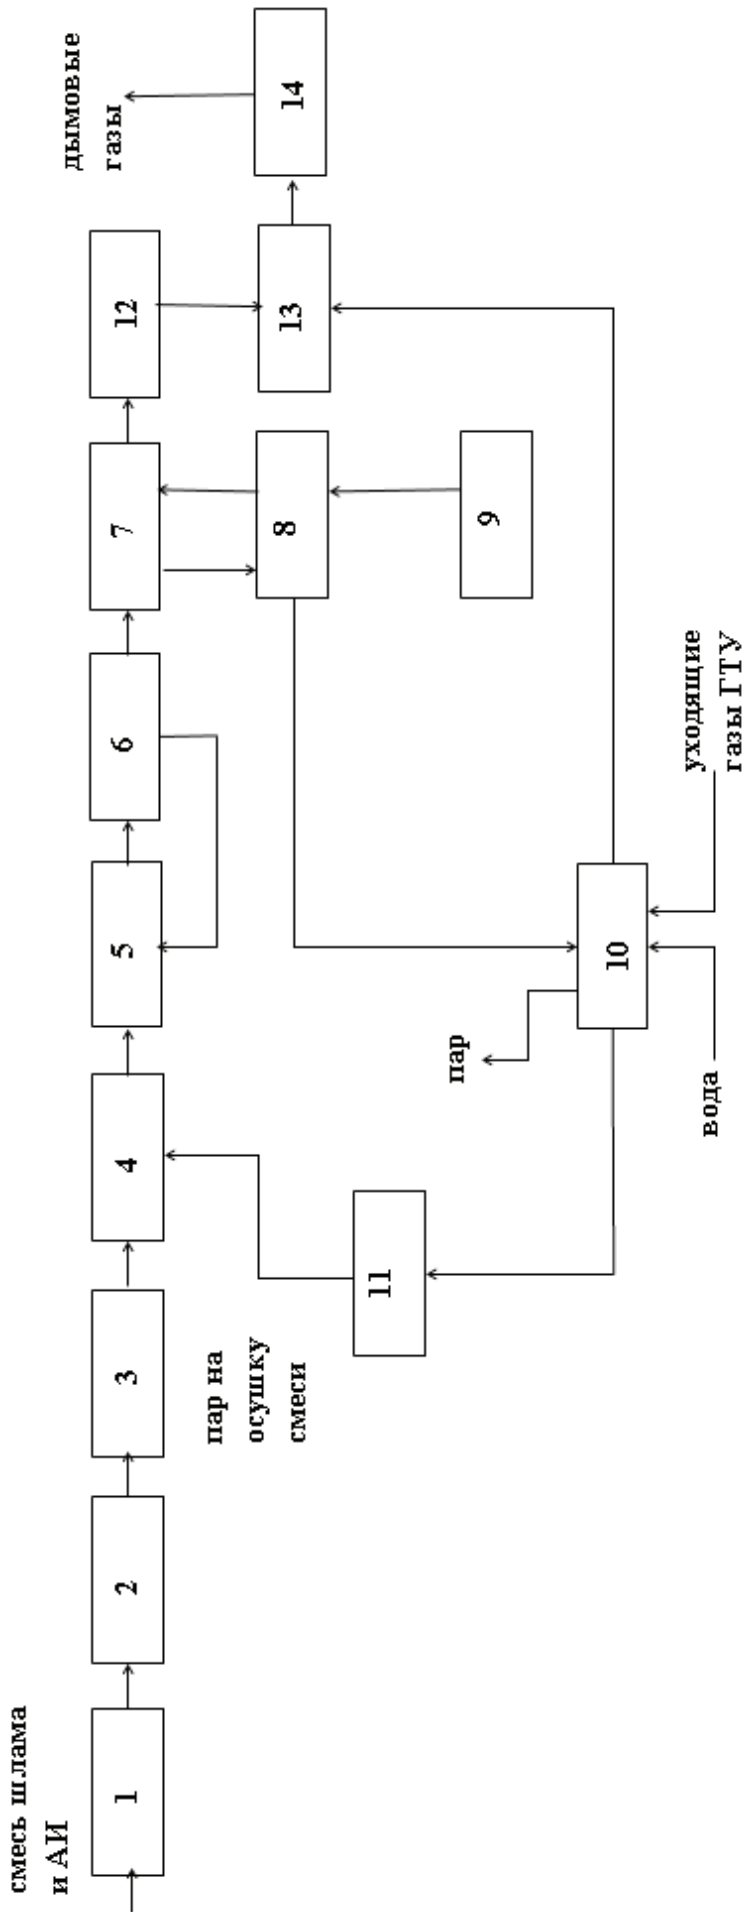 смесь шлама
и АИ
1
2
3
4
5
6
7
12
пар на
осушку
смеси
11
пар
10
вода
уходящие
газы ГТУ
8
9
13
14
дымовые
газы